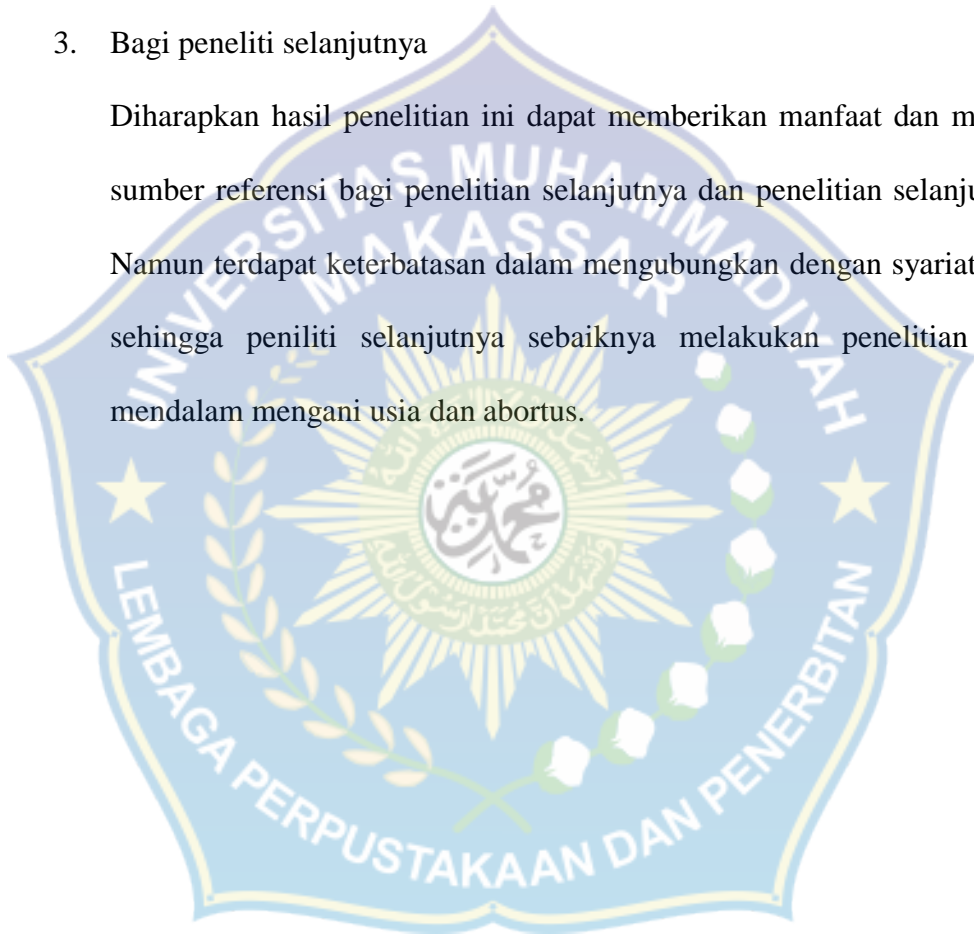 3. Bagi peneliti selanjutnya
Diharapkan hasil penelitian ini dapat memberikan manfaat dan m
sumber referensi bagi penelitian selanjutnya dan penelitian selanju
Namun terdapat keterbatasan dalam mengubungkan dengan syariat
sehingga peniliti selanjutnya sebaiknya melakukan penelitian
mendalam mengani usia dan abortus.
UNIVERSITAS MUHAMMADIYAH
MAKASSAR
LEMBAGA PERPUSTAKAAN DAN PENERBITAN